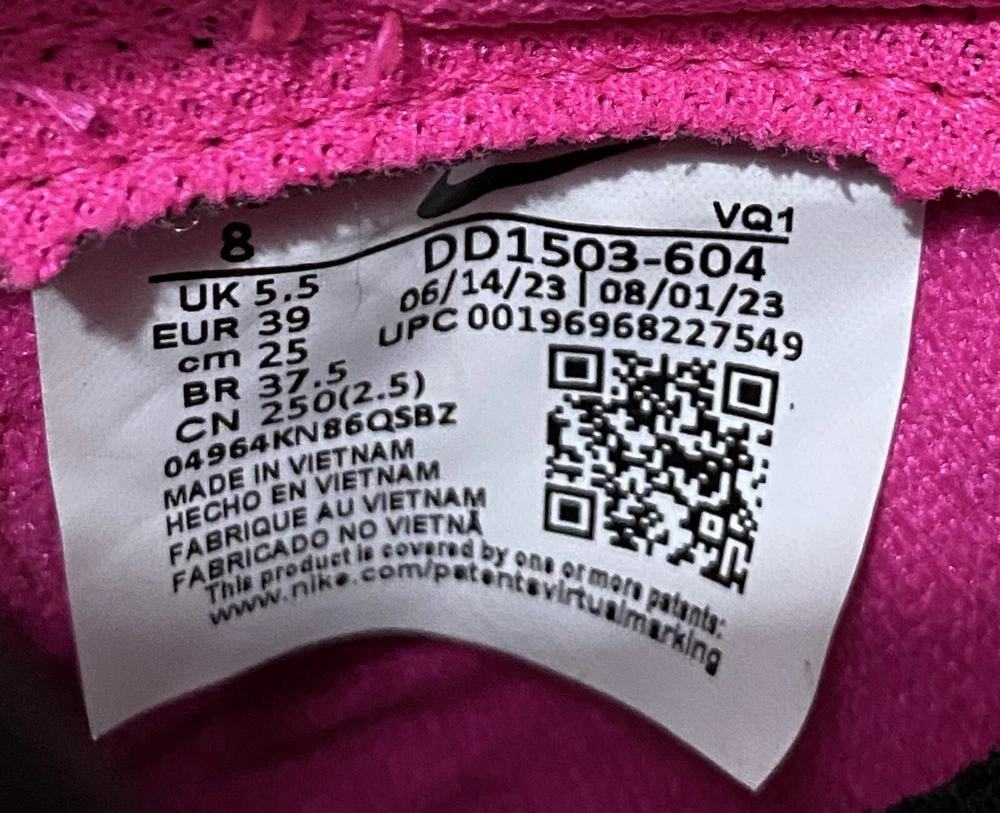 8
VQ1
DD1503-604
UK 5.5
06/14/23 | 08/01/23
EUR 39
UPC 00196968227549
cm 25
BR 37.5
CN 250(2.5)
04964KN86QSBZ
MADE IN VIETNAM
HECHO EN VIETNAM
FABRIQUE AU VIETNAM
FABRICADO NO VIETNÃ
This product is covered by one or more patents:
www.nike.com/patentsvirtualmarking